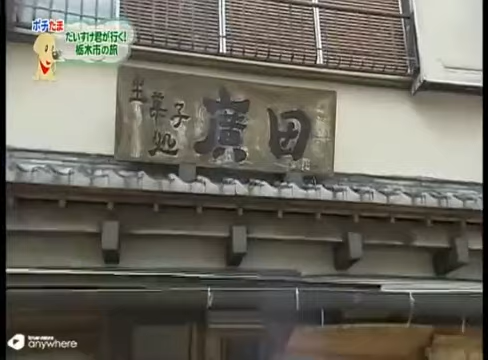 ポチたま
だいすけ君が行く!
栃木市の旅
生菓子処
廣田
anywhere